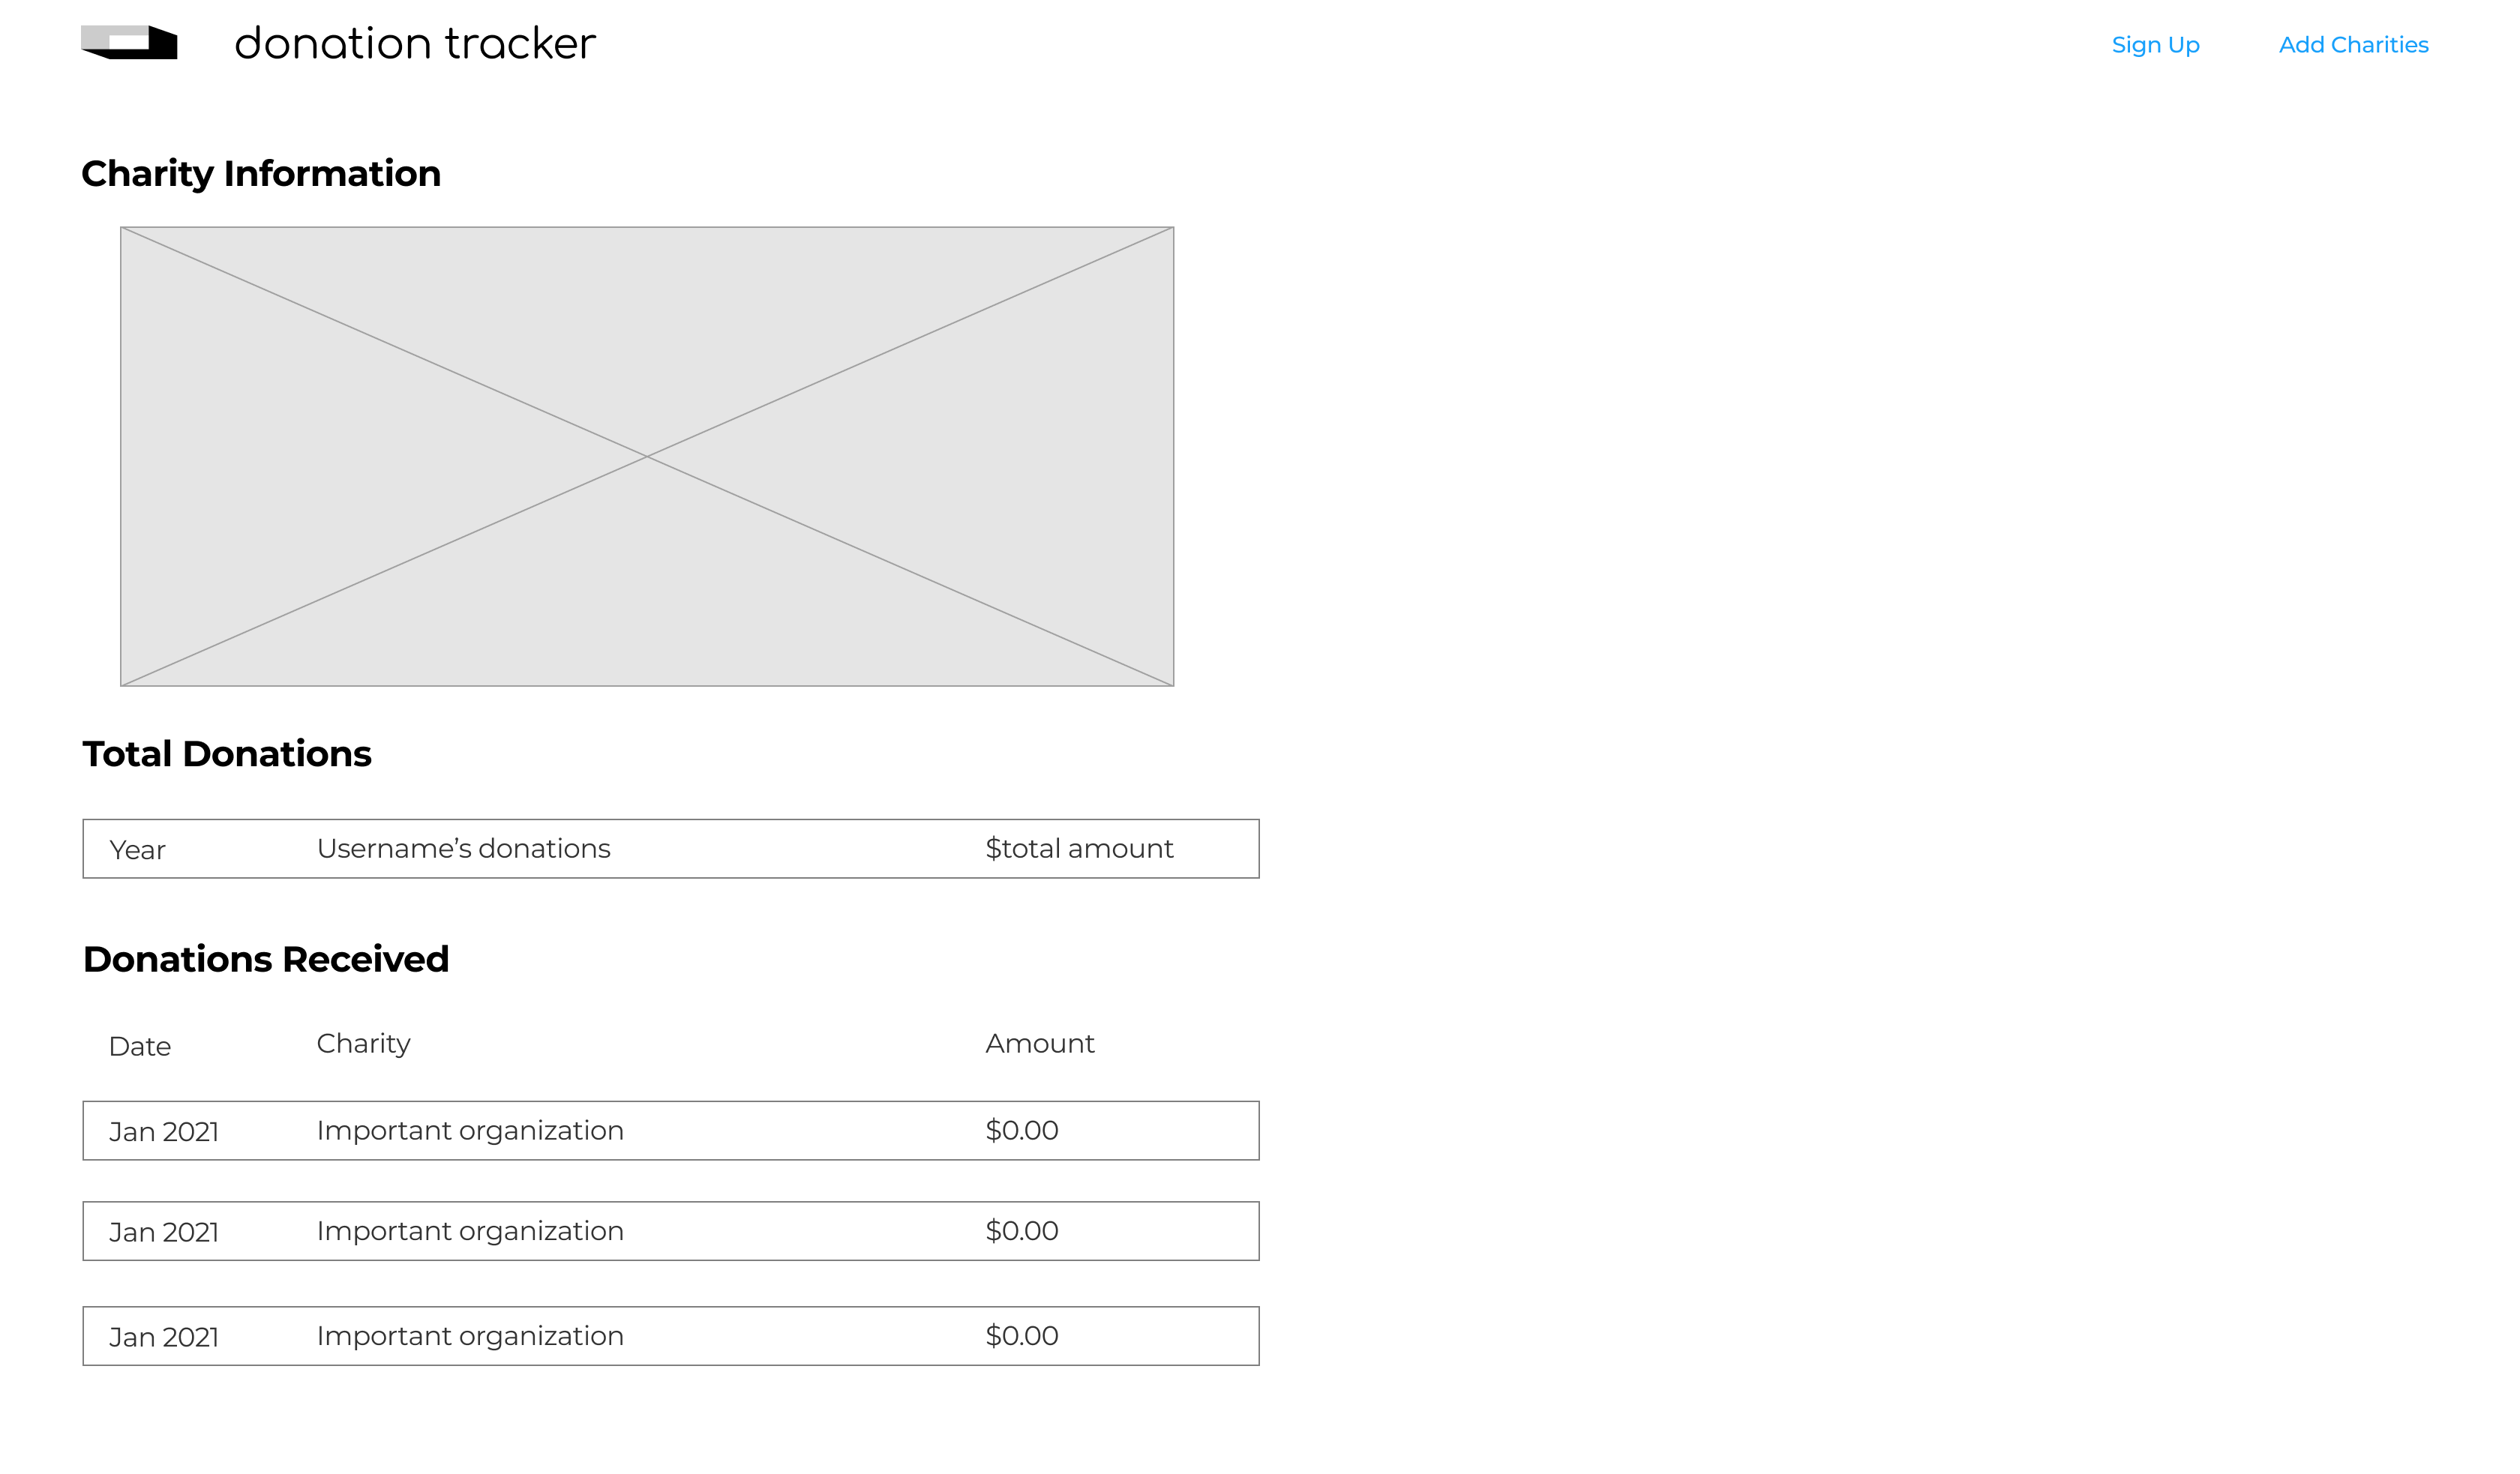 donation tracker
Sign Up
Add Charities
Charity Information
Total Donations
Year Username’s donations $total amount
Donations Received
Date Charity Amount
Jan 2021 Important organization $0.00
Jan 2021 Important organization $0.00
Jan 2021 Important organization $0.00